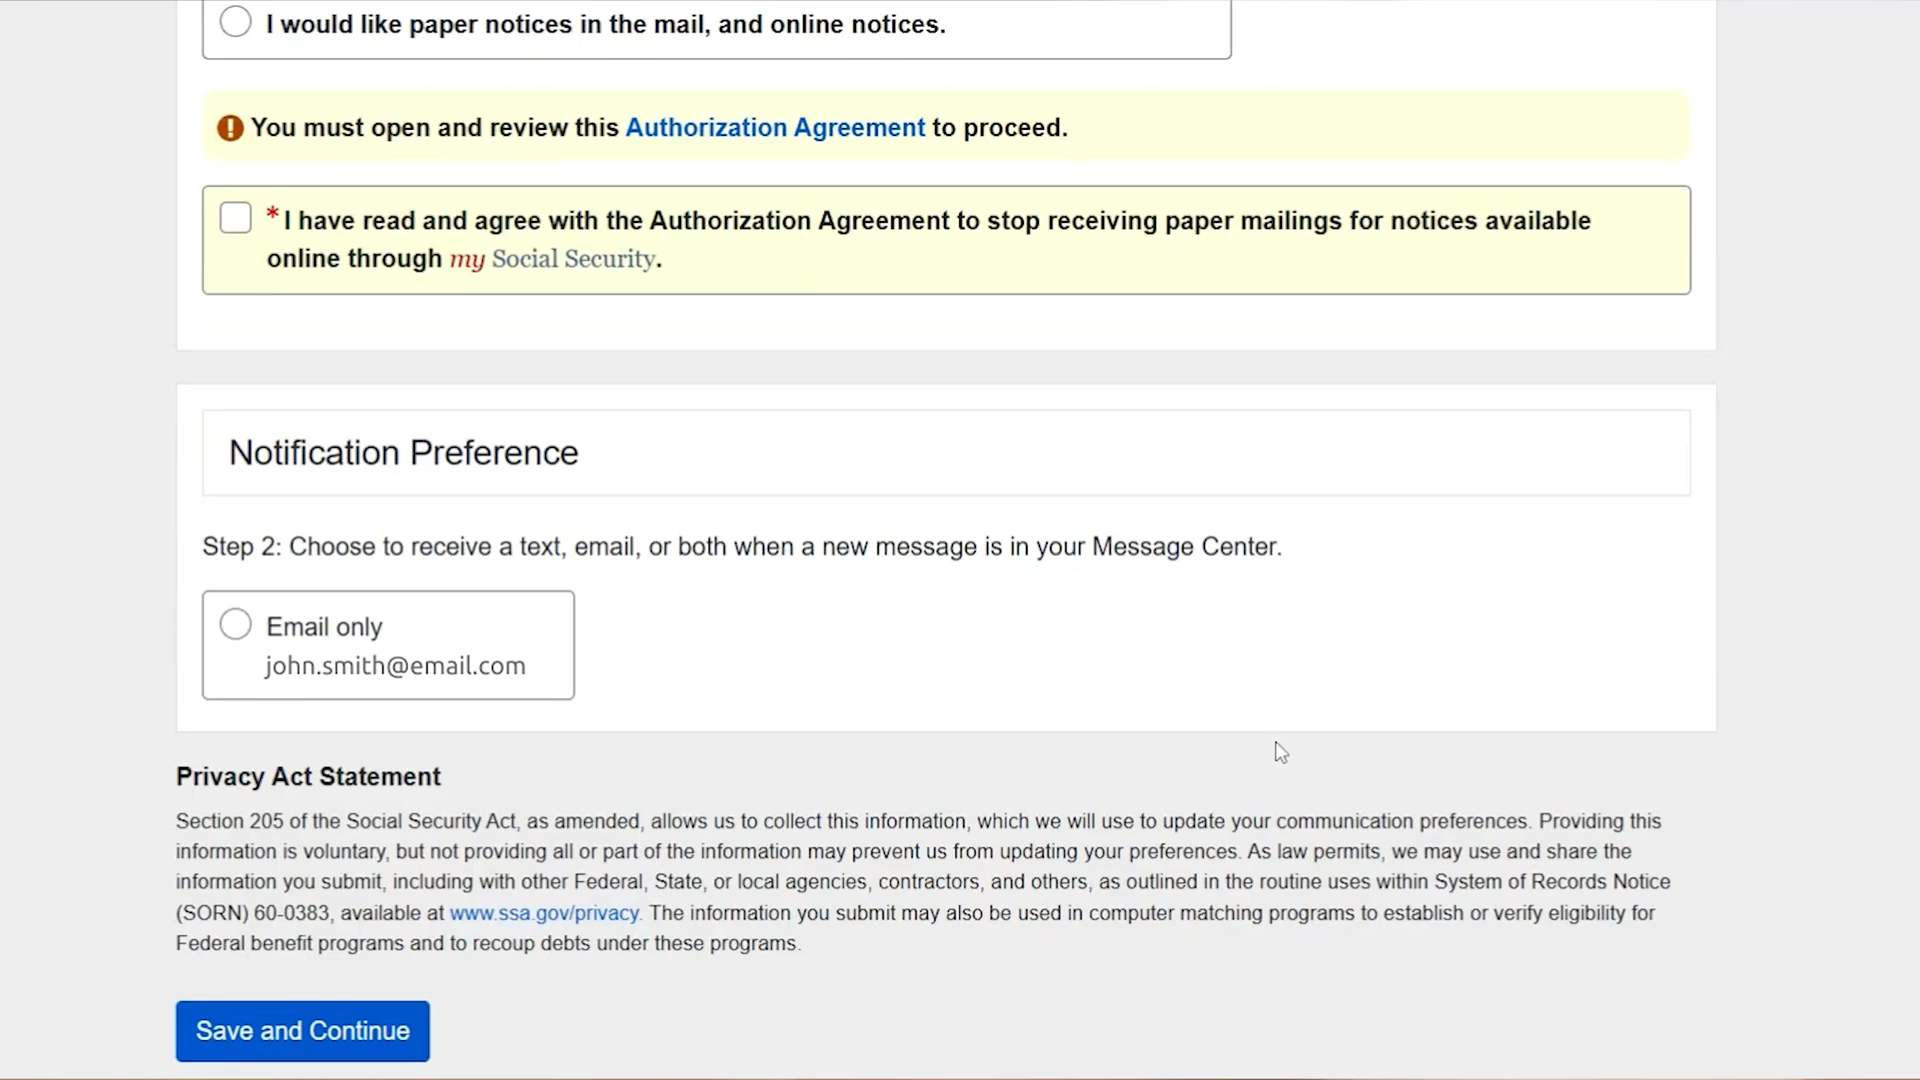 I would like paper notices in the mail, and online notices.
You must open and review this Authorization Agreement to proceed.
*I have read and agree with the Authorization Agreement to stop receiving paper mailings for notices available
online through my Social Security.
Notification Preference
Step 2: Choose to receive a text, email, or both when a new message is in your Message Center.
Email only
john.smith@email.com
Privacy Act Statement
Section 205 of the Social Security Act, as amended, allows us to collect this information, which we will use to update your communication preferences. Providing this
information is voluntary, but not providing all or part of the information may prevent us from updating your preferences. As law permits, we may use and share the
information you submit, including with other Federal, State, or local agencies, contractors, and others, as outlined in the routine uses within System of Records Notice
(SORN) 60-0383, available at www.ssa.gov/privacy. The information you submit may also be used in computer matching programs to establish or verify eligibility for
Federal benefit programs and to recoup debts under these programs.
Save and Continue